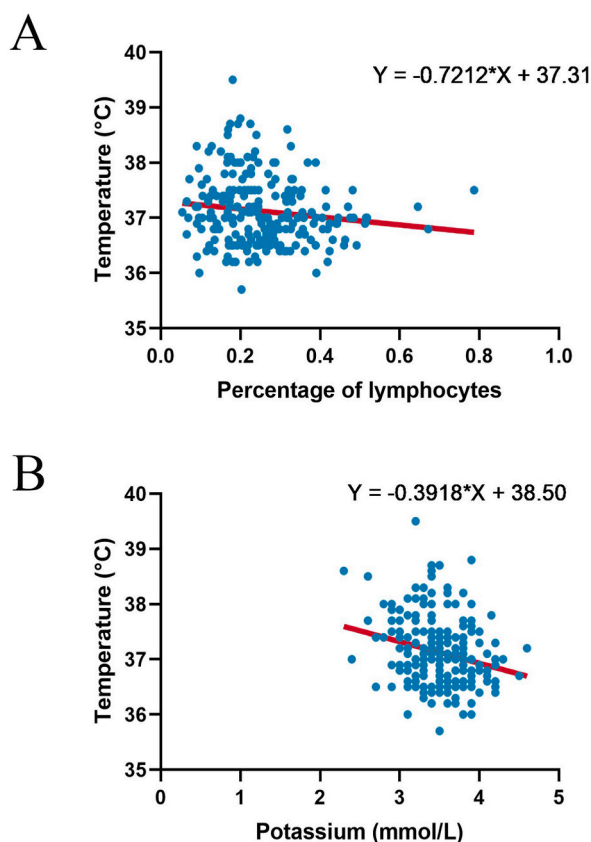 A
Y = -0.7212*X + 37.31
40
39
38
37
36
35
Temperature (°C)
0.0 0.2 0.4 0.6 0.8 1.0
Percentage of lymphocytes
B
Y = -0.3918*X + 38.50
40
39
38
37
36
35
Temperature (°C)
0 1 2 3 4 5
Potassium (mmol/L)